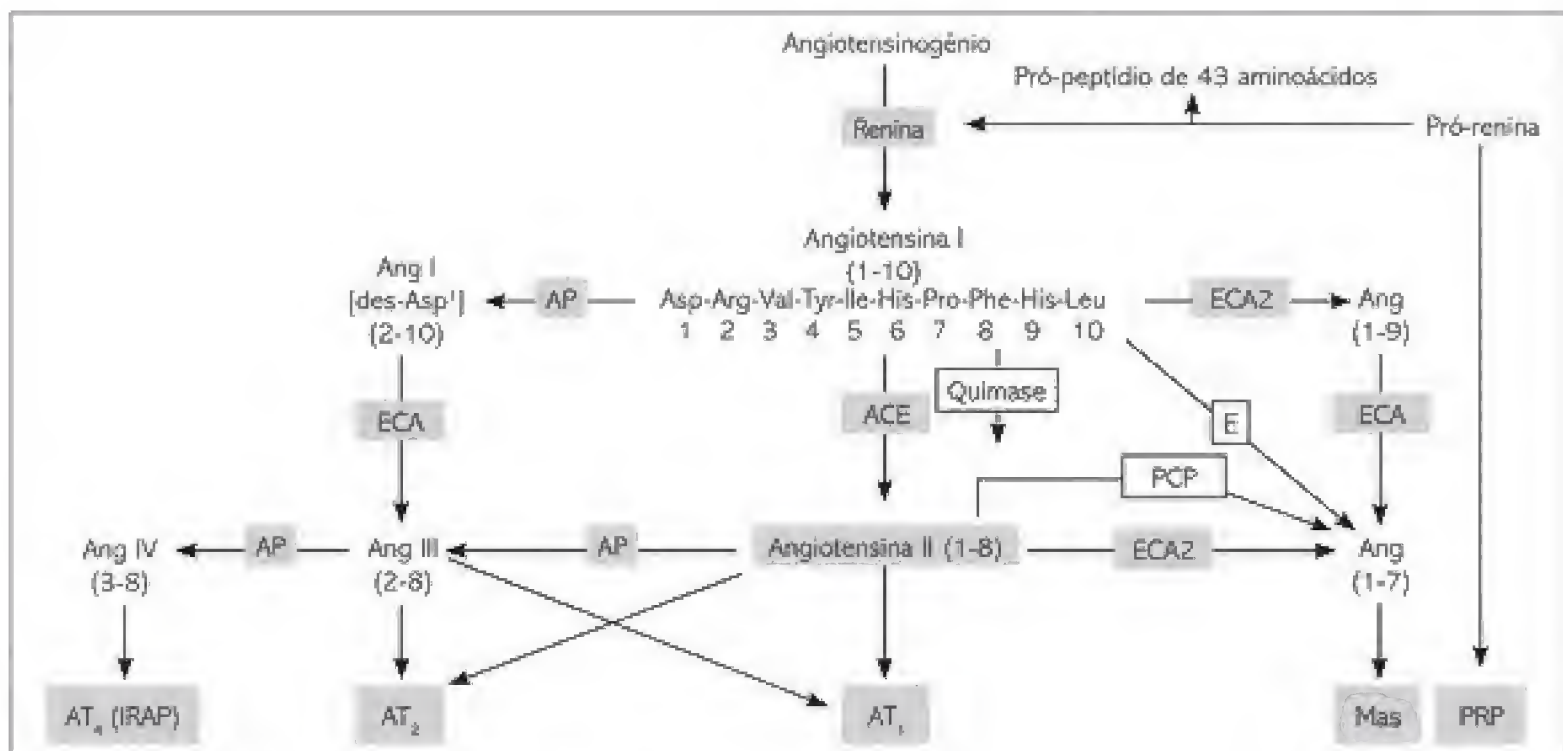 Angiotensinogênio
Pró-peptídio de 43 aminoácidos
Renina
Pró-renina
Angiotensina I
(1-10)
Ang I
[des-Asp¹]
(2-10)
AP
Asp-Arg-Val-Tyr-Ile-His-Pro-Phe-His-Leu
1 2 3 4 5 6 7 8 9 10
ECA2
Ang
(1-9)
ECA
ACE
Quimase
E
ECA
PCP
Ang IV
(3-8)
AP
Ang III
(2-8)
AP
Angiotensina II (1-8)
ECA2
Ang
(1-7)
AT₄ (IRAP)
AT₂
AT₁
Mas
PRP